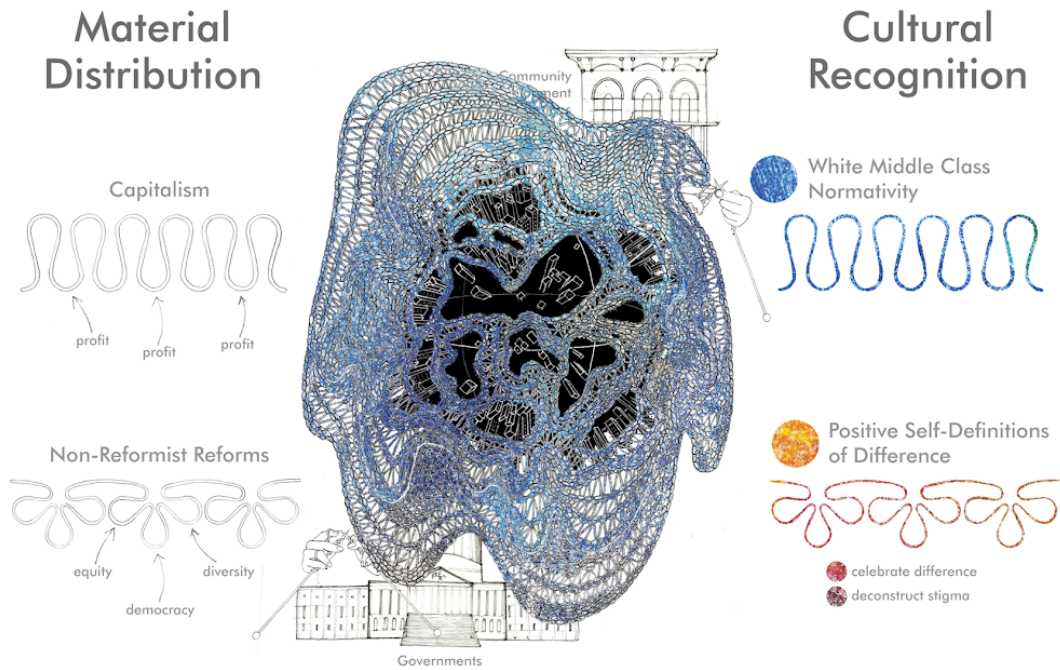 Material
Distribution
Capitalism
profit
profit
profit
Non-Reformist Reforms
equity
diversity
democracy
Community
Governments
Cultural
Recognition
White Middle Class
Normativity
Positive Self-Definitions
of Difference
celebrate difference
deconstruct stigma